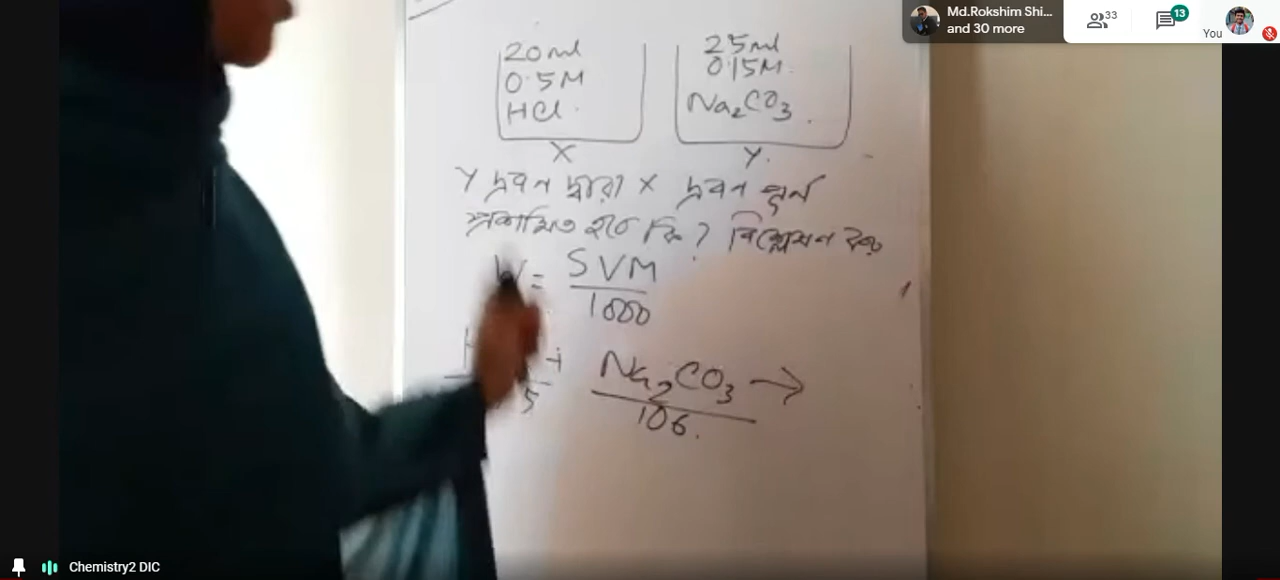 Md.Rokshim Shi...
and 30 more
33
13
You
20ml
0.5M
HCl.
X
25ml
0.15M.
Na₂CO₃.
Y.
Y দ্রবণ দ্বারা X দ্রবণ পূর্ণ
প্রশমিত হবে কি? বিশ্লেষণ কর
W = SVM
1000
Na₂CO₃ →
106.
Chemistry2 DIC